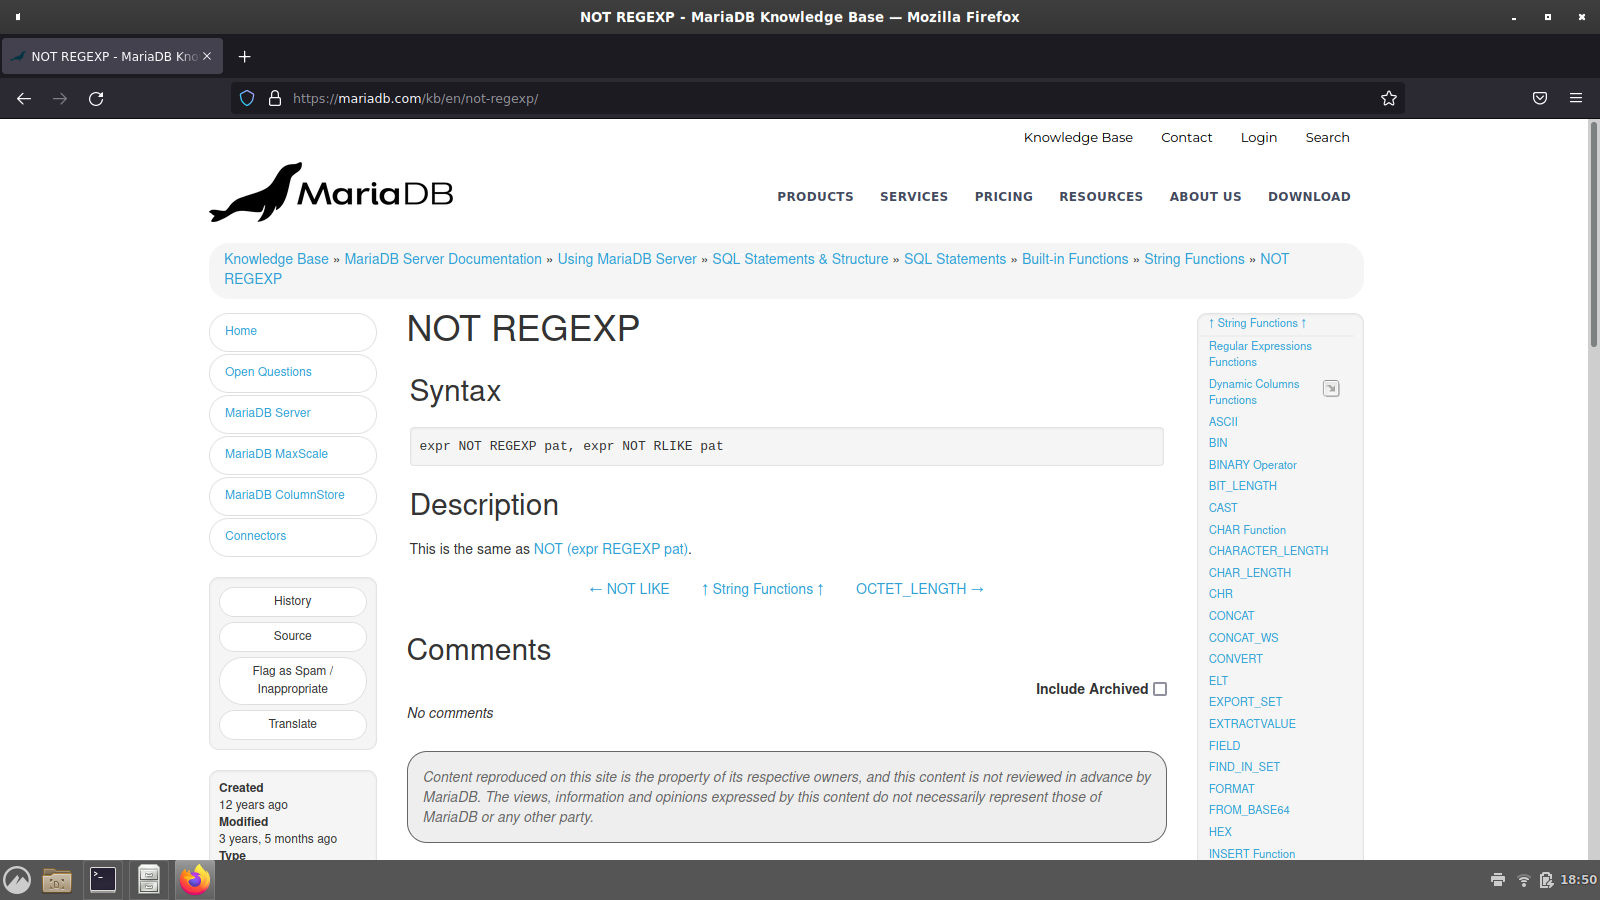 NOT REGEXP - MariaDB Knowledge Base — Mozilla Firefox
NOT REGEXP - MariaDB Kno
https://mariadb.com/kb/en/not-regexp/
Knowledge Base Contact Login Search
MariaDB
PRODUCTS SERVICES PRICING RESOURCES ABOUT US DOWNLOAD
Knowledge Base » MariaDB Server Documentation » Using MariaDB Server » SQL Statements & Structure » SQL Statements » Built-in Functions » String Functions » NOT
REGEXP
Home
Open Questions
MariaDB Server
MariaDB MaxScale
MariaDB ColumnStore
Connectors
History
Source
Flag as Spam /
Inappropriate
Translate
Created
12 years ago
Modified
3 years, 5 months ago
Type
NOT REGEXP
Syntax
expr NOT REGEXP pat, expr NOT RLIKE pat
Description
This is the same as NOT (expr REGEXP pat).
← NOT LIKE ↑ String Functions ↑ OCTET_LENGTH →
Comments
Include Archived
No comments
Content reproduced on this site is the property of its respective owners, and this content is not reviewed in advance by
MariaDB. The views, information and opinions expressed by this content do not necessarily represent those of
MariaDB or any other party.
↑ String Functions ↑
Regular Expressions
Functions
Dynamic Columns
Functions
ASCII
BIN
BINARY Operator
BIT_LENGTH
CAST
CHAR Function
CHARACTER_LENGTH
CHAR_LENGTH
CHR
CONCAT
CONCAT_WS
CONVERT
ELT
EXPORT_SET
EXTRACTVALUE
FIELD
FIND_IN_SET
FORMAT
FROM_BASE64
HEX
INSERT Function
18:50